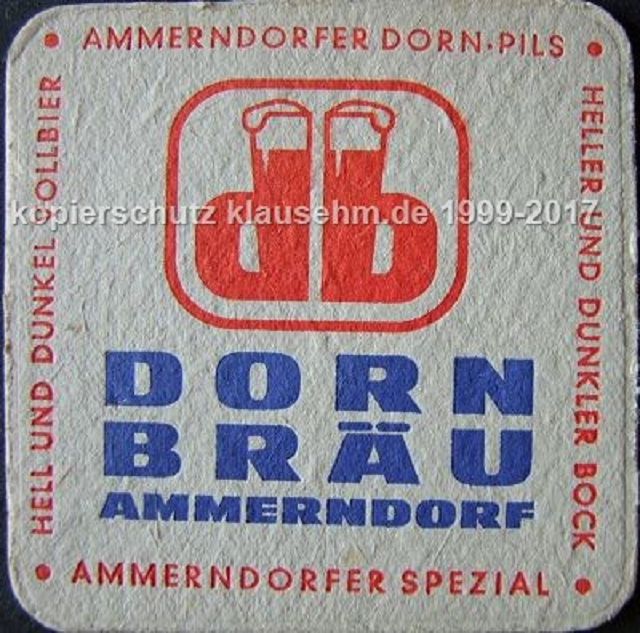 AMMERNDORFER DORN·PILS
HELL UND DUNKEL VOLLBIER
HELLER UND DUNKLER BOCK
db
kopierschutz klausehm.de 1999-2017
DORN
BRÄU
AMMERNDORF
AMMERNDORFER SPEZIAL